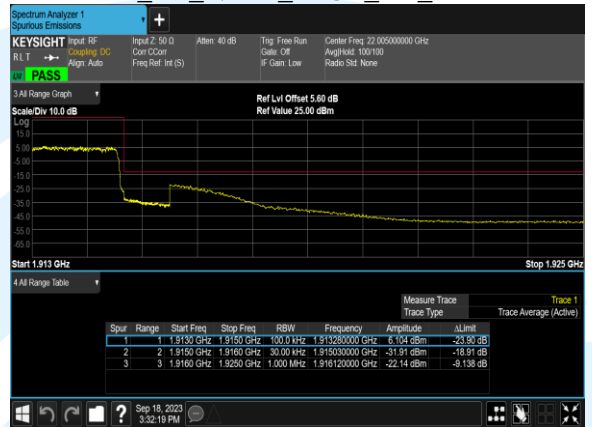 Spectrum Analyzer 1
Spurious Emissions
+
KEYSIGHT Input: RF Input Z: 50 Ω Atten: 40 dB Trig: Free Run Center Freq: 22.005000000 GHz
RLT Coupling: DC Corr CCorr Gate: Off Avg|Hold: 100/100
Align: Auto Freq Ref: Int (S) IF Gain: Low Radio Std: None
LV PASS
3 All Range Graph
Ref Lvl Offset 5.60 dB
Scale/Div 10.0 dB Ref Value 25.00 dBm
Log
15.0
5.00
-5.00
-15.0
-25.0
-35.0
-45.0
-55.0
-65.0
Start 1.913 GHz Stop 1.925 GHz
4 All Range Table
Measure Trace Trace 1
Trace Type Trace Average (Active)
Spur Range Start Freq Stop Freq RBW Frequency Amplitude ΔLimit
1 1 1.9130 GHz 1.9150 GHz 100.0 kHz 1.913280000 GHz 6.104 dBm -23.90 dB
2 2 1.9150 GHz 1.9160 GHz 30.00 kHz 1.915030000 GHz -31.91 dBm -18.91 dB
3 3 1.9160 GHz 1.9250 GHz 1.000 MHz 1.916120000 GHz -22.14 dBm -9.138 dB
? Sep 18, 2023
3:32:19 PM